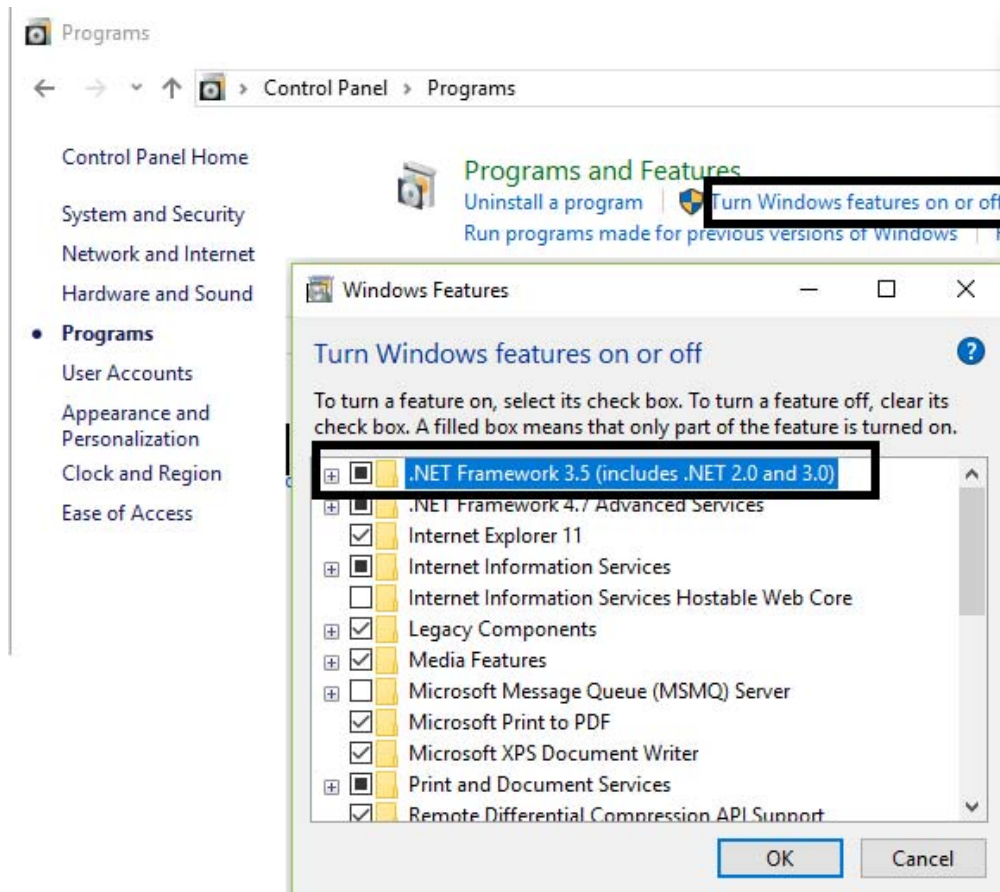 Programs
Control Panel > Programs
Control Panel Home
System and Security
Network and Internet
Hardware and Sound
Programs
User Accounts
Appearance and
Personalization
Clock and Region
Ease of Access
Programs and Features
Uninstall a program Turn Windows features on or off
Run programs made for previous versions of Windows
Windows Features
Turn Windows features on or off
To turn a feature on, select its check box. To turn a feature off, clear its
check box. A filled box means that only part of the feature is turned on.
.NET Framework 3.5 (includes .NET 2.0 and 3.0)
.NET Framework 4.7 Advanced Services
Internet Explorer 11
Internet Information Services
Internet Information Services Hostable Web Core
Legacy Components
Media Features
Microsoft Message Queue (MSMQ) Server
Microsoft Print to PDF
Microsoft XPS Document Writer
Print and Document Services
Remote Differential Compression API Support
OK Cancel